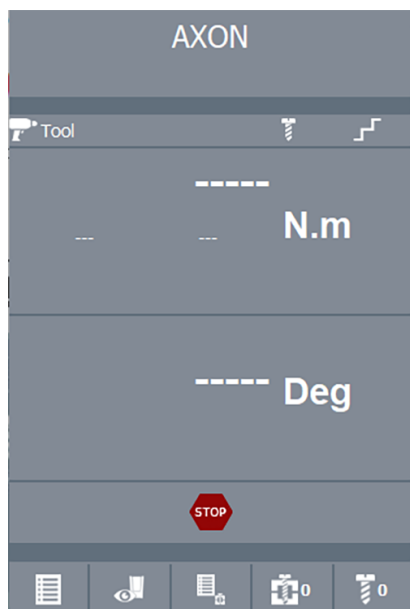 AXON
Tool
-----
--- --- N.m
----- Deg
STOP
0 0